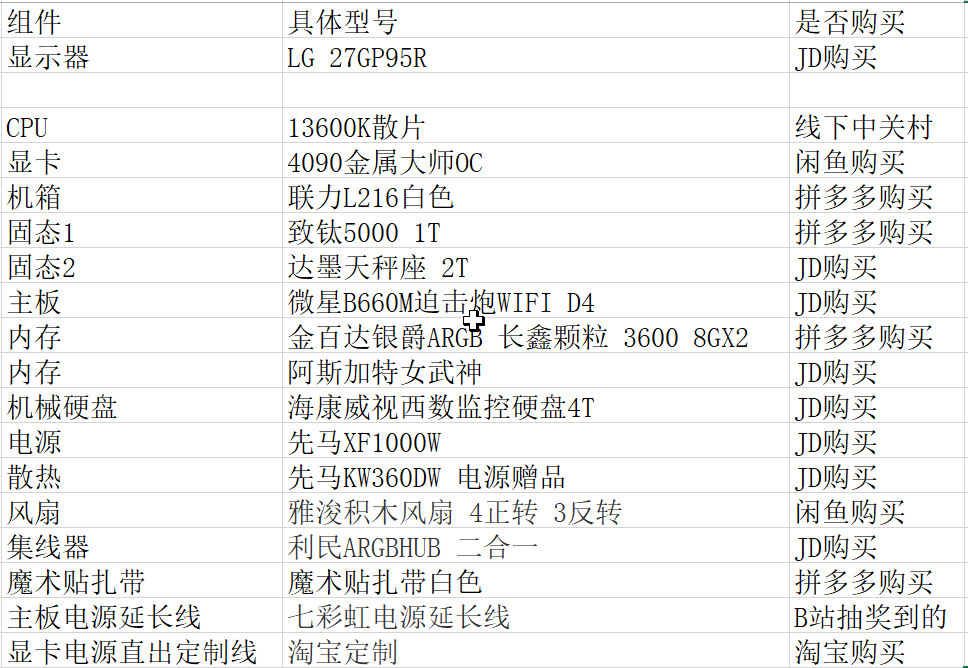 组件 具体型号 是否购买
显示器 LG 27GP95R JD购买
CPU 13600K散片 线下中关村
显卡 4090金属大师OC 闲鱼购买
机箱 联力L216白色 拼多多购买
固态1 致钛5000 1T 拼多多购买
固态2 达墨天秤座 2T JD购买
主板 微星B660M迫击炮WIFI D4 JD购买
内存 金百达银爵ARGB 长鑫颗粒 3600 8GX2 拼多多购买
内存 阿斯加特女武神 JD购买
机械硬盘 海康威视西数监控硬盘4T JD购买
电源 先马XF1000W JD购买
散热 先马KW360DW 电源赠品 JD购买
风扇 雅浚积木风扇 4正转 3反转 闲鱼购买
集线器 利民ARGBHUB 二合一 JD购买
魔术贴扎带 魔术贴扎带白色 拼多多购买
主板电源延长线 七彩虹电源延长线 B站抽奖到的
显卡电源直出定制线 淘宝定制 淘宝购买